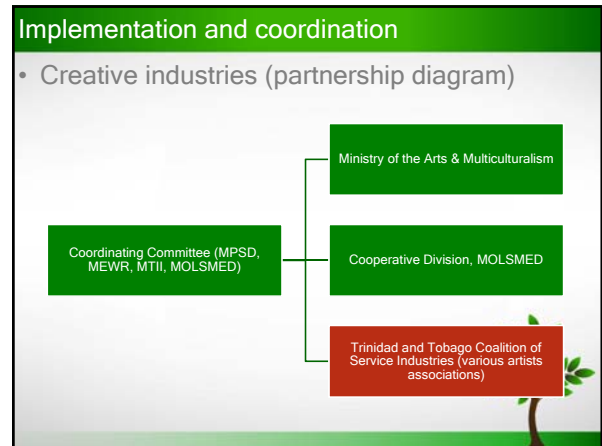 Implementation and coordination
• Creative industries (partnership diagram)
Ministry of the Arts & Multiculturalism
Coordinating Committee (MPSD,
MEWR, MTII, MOLSMED)
Cooperative Division, MOLSMED
Trinidad and Tobago Coalition of
Service Industries (various artists
associations)